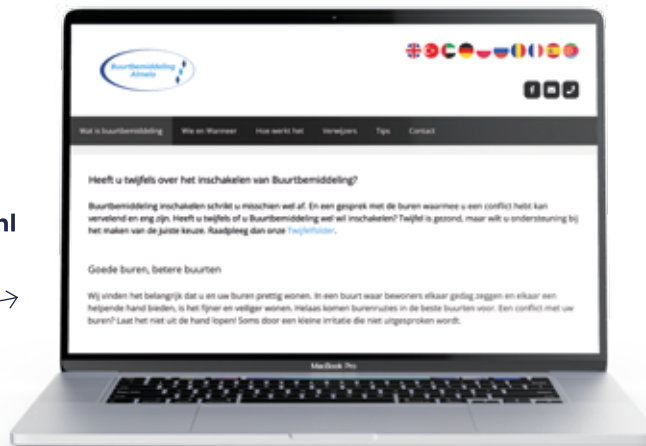 Buurtbemiddeling
Almelo
Wat is buurtbemiddeling Wie en Wanneer Hoe werkt het Verwijzers Tips Contact
Heeft u twijfels over het inschakelen van Buurtbemiddeling?
Buurtbemiddeling inschakelen schrikt u misschien wel af. En een gesprek met de buren waarmee u een conflict hebt kan
vervelend en eng zijn. Heeft u twijfels of u Buurtbemiddeling wel wil inschakelen? Twijfel is gezond, maar wilt u ondersteuning bij
het maken van de juiste keuze. Raadpleeg dan onze Twijfelfolder.
nl
Goede buren, betere buurten
Wij vinden het belangrijk dat u en uw buren prettig wonen. In een buurt waar bewoners elkaar gedag zeggen en elkaar een
helpende hand bieden, is het fijner en veiliger wonen. Helaas komen burenruzies in de beste buurten voor. Een conflict met uw
buren? Laat het niet uit de hand lopen! Soms door een kleine irritatie die niet uitgesproken wordt.
MacBook Pro